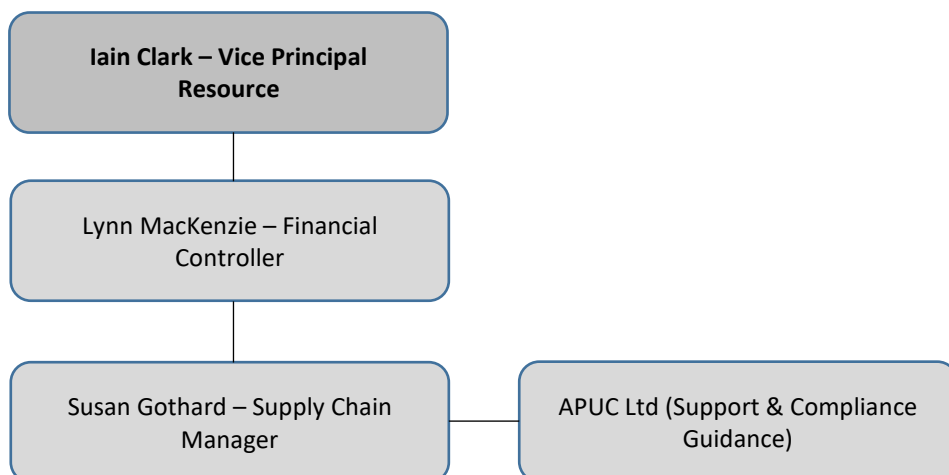 Iain Clark – Vice Principal
Resource
Lynn MacKenzie – Financial
Controller
Susan Gothard – Supply Chain
Manager
APUC Ltd (Support & Compliance
Guidance)